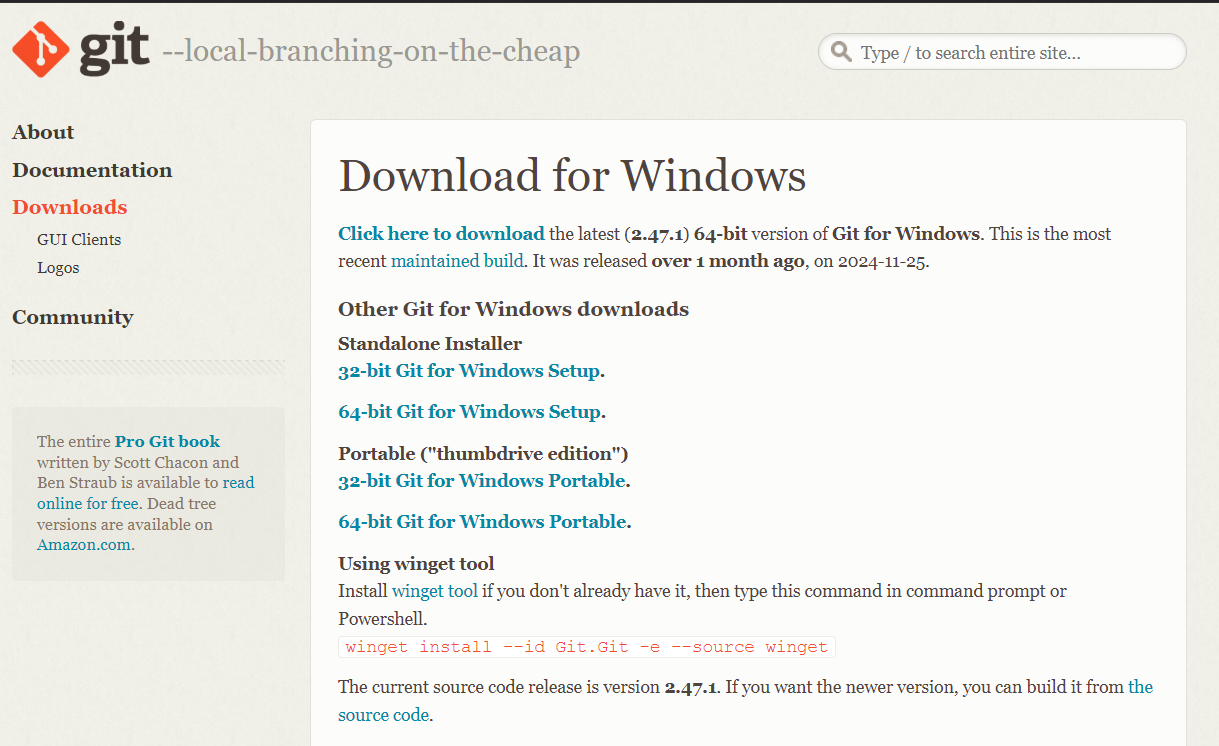 git --local-branching-on-the-cheap
Type / to search entire site...
About
Documentation
Downloads
GUI Clients
Logos
Community
The entire Pro Git book
written by Scott Chacon and
Ben Straub is available to read
online for free. Dead tree
versions are available on
Amazon.com.
Download for Windows
Click here to download the latest (2.47.1) 64-bit version of Git for Windows. This is the most
recent maintained build. It was released over 1 month ago, on 2024-11-25.
Other Git for Windows downloads
Standalone Installer
32-bit Git for Windows Setup.
64-bit Git for Windows Setup.
Portable ("thumbdrive edition")
32-bit Git for Windows Portable.
64-bit Git for Windows Portable.
Using winget tool
Install winget tool if you don't already have it, then type this command in command prompt or
Powershell.
winget install --id Git.Git -e --source winget
The current source code release is version 2.47.1. If you want the newer version, you can build it from the
source code.